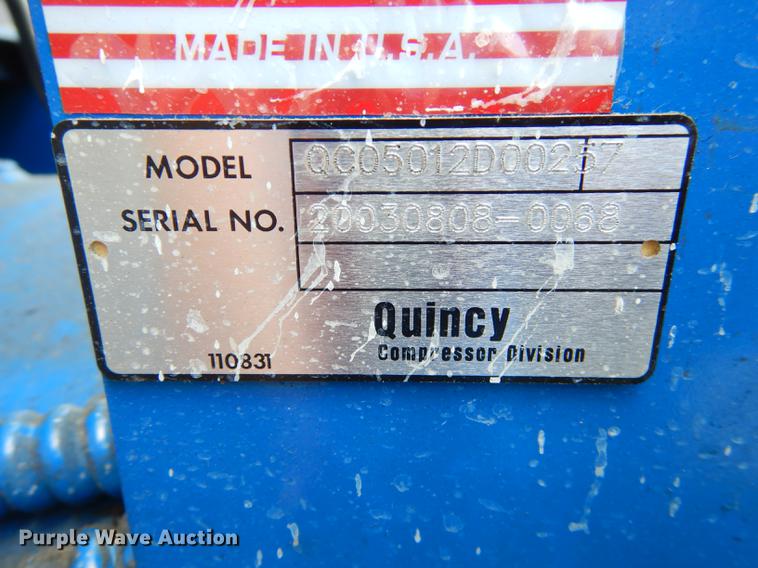 MADE IN U.S.A.
MODEL QC05012D00257
SERIAL NO. 20030808-0068
Quincy
Compressor Division
110831
Purple Wave Auction